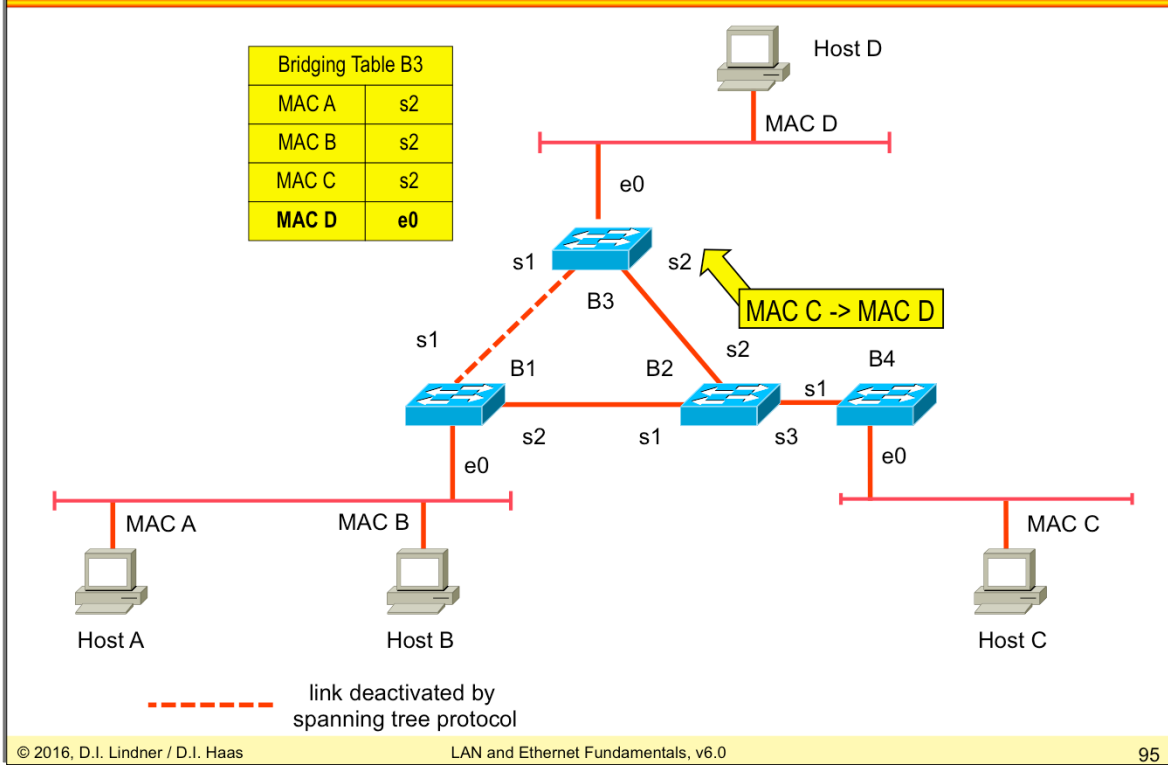 Bridging Table B3
MAC A s2
MAC B s2
MAC C s2
MAC D e0
Host D
MAC D
e0
s1
s2
B3
MAC C -> MAC D
s1
s2
B1
B2
B4
s1
s2
s1
s3
e0
e0
MAC A
MAC B
MAC C
Host A
Host B
Host C
link deactivated by
spanning tree protocol
© 2016, D.I. Lindner / D.I. Haas
LAN and Ethernet Fundamentals, v6.0
95